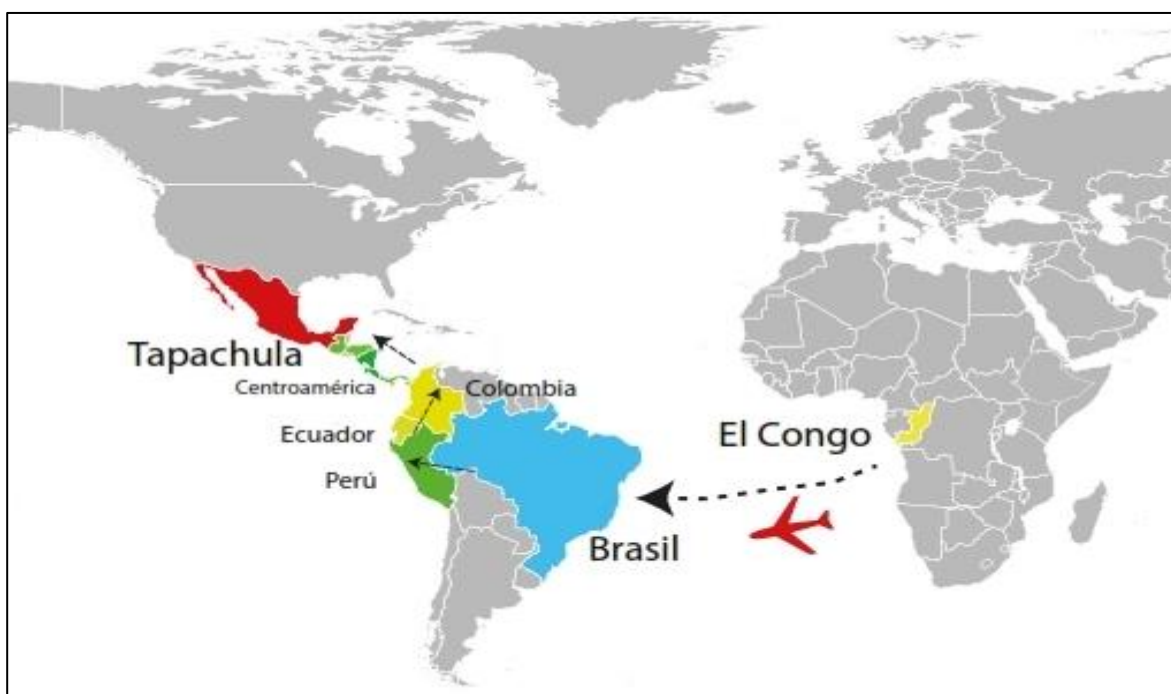 Tapachula
Centroamérica
Colombia
Ecuador
El Congo
Perú
Brasil